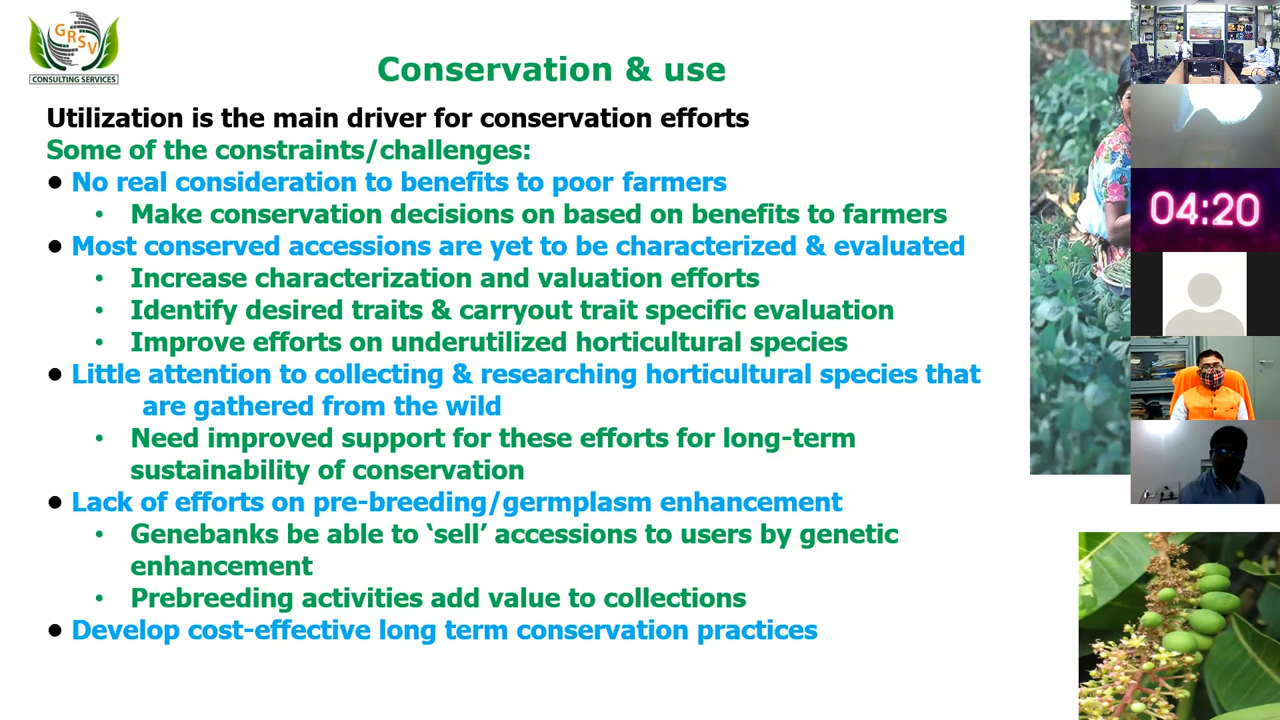 GRSV
CONSULTING SERVICES
Conservation & use
Utilization is the main driver for conservation efforts
Some of the constraints/challenges:
• No real consideration to benefits to poor farmers
• Make conservation decisions on based on benefits to farmers
• Most conserved accessions are yet to be characterized & evaluated
• Increase characterization and valuation efforts
• Identify desired traits & carryout trait specific evaluation
• Improve efforts on underutilized horticultural species
• Little attention to collecting & researching horticultural species that
are gathered from the wild
• Need improved support for these efforts for long-term
sustainability of conservation
• Lack of efforts on pre-breeding/germplasm enhancement
• Genebanks be able to ‘sell’ accessions to users by genetic
enhancement
• Prebreeding activities add value to collections
• Develop cost-effective long term conservation practices
04:20